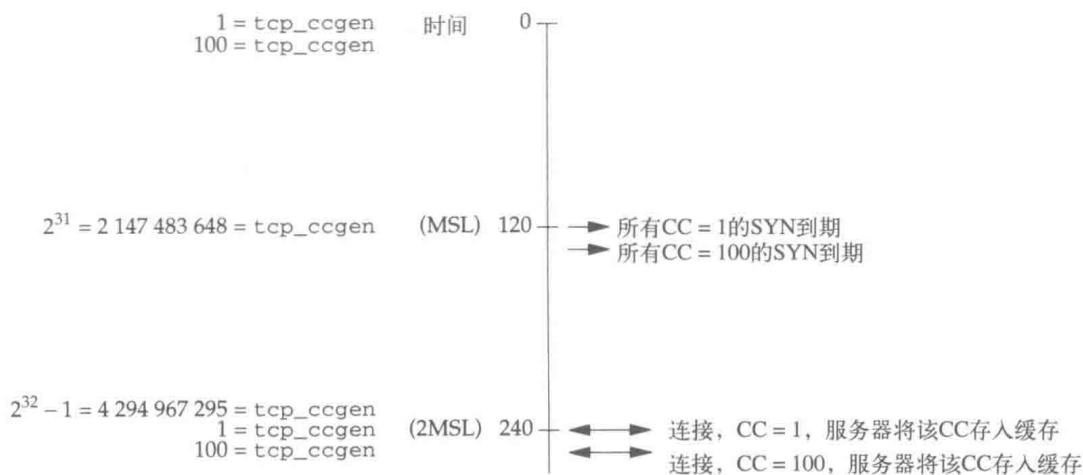 1 = tcp_ccgen 时间 0
100 = tcp_ccgen
2³¹ = 2 147 483 648 = tcp_ccgen (MSL) 120 所有CC = 1的SYN到期
所有CC = 100的SYN到期
2³² – 1 = 4 294 967 295 = tcp_ccgen
1 = tcp_ccgen (2MSL) 240 连接，CC = 1，服务器将该CC存入缓存
100 = tcp_ccgen 连接，CC = 100，服务器将该CC存入缓存